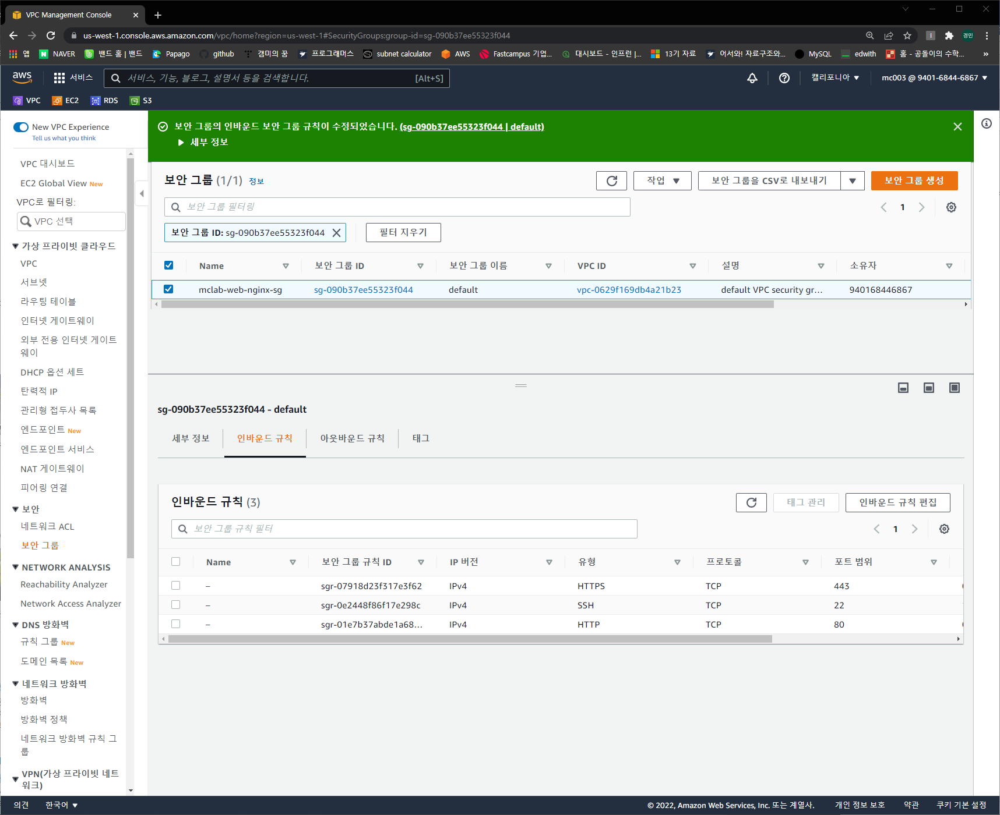 VPC Management Console
us-west-1.console.aws.amazon.com/vpc/home?region=us-west-1#SecurityGroups:group-id=sg-090b37ee55323f044
경민
앱 NAVER 밴드 홈 | 밴드 Papago github 캠미의 꿈 프로그래머스 subnet calculator AWS Fastcampus 기업... 대시보드 - 인프런 |... 13기 자료 어서와! 자료구조와... MySQL edwith 홈 - 공돌이의 수학... »
aws 서비스 서비스, 기능, 블로그, 설명서 등을 검색합니다. [Alt+S] 캘리포니아 mc003 @ 9401-6844-6867
VPC EC2 RDS S3
New VPC Experience
Tell us what you think
VPC 대시보드
EC2 Global View New
VPC로 필터링:
VPC 선택
가상 프라이빗 클라우드
VPC
서브넷
라우팅 테이블
인터넷 게이트웨이
외부 전용 인터넷 게이트
웨이
DHCP 옵션 세트
탄력적 IP
관리형 접두사 목록
엔드포인트 New
엔드포인트 서비스
NAT 게이트웨이
피어링 연결
보안
네트워크 ACL
보안 그룹
NETWORK ANALYSIS
Reachability Analyzer
Network Access Analyzer
DNS 방화벽
규칙 그룹 New
도메인 목록 New
네트워크 방화벽
방화벽
방화벽 정책
네트워크 방화벽 규칙 그
룹
VPN(가상 프라이빗 네트
워크)
보안 그룹의 인바운드 보안 그룹 규칙이 수정되었습니다. (sg-090b37ee55323f044 | default)
세부 정보
보안 그룹 (1/1) 정보 작업 보안 그룹을 CSV로 내보내기 보안 그룹 생성
보안 그룹 필터링 1
보안 그룹 ID: sg-090b37ee55323f044 필터 지우기
Name 보안 그룹 ID 보안 그룹 이름 VPC ID 설명 소유자
mclab-web-nginx-sg sg-090b37ee55323f044 default vpc-0629f169db4a21b23 default VPC security gr... 940168446867
sg-090b37ee55323f044 - default
세부 정보 인바운드 규칙 아웃바운드 규칙 태그
인바운드 규칙 (3) 태그 관리 인바운드 규칙 편집
보안 그룹 규칙 필터 1
Name 보안 그룹 규칙 ID IP 버전 유형 프로토콜 포트 범위
– sgr-07918d23f317e3f62 IPv4 HTTPS TCP 443
– sgr-0e2448f86f17e298c IPv4 SSH TCP 22
– sgr-01e7b37abde1a68... IPv4 HTTP TCP 80
의견 한국어 © 2022, Amazon Web Services, Inc. 또는 계열사. 개인 정보 보호 약관 쿠키 기본 설정